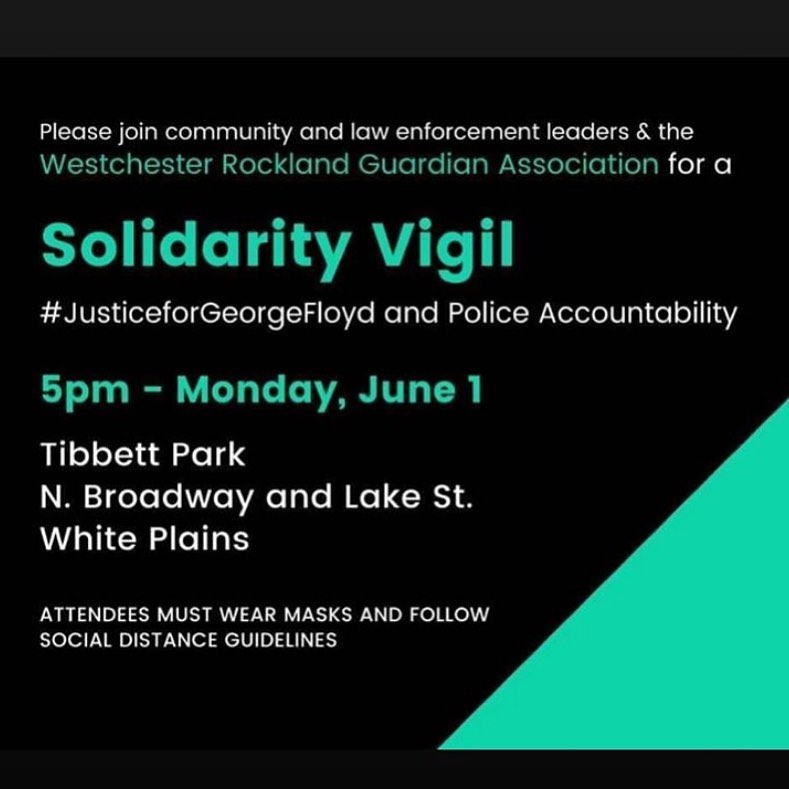 Please join community and law enforcement leaders & the
Westchester Rockland Guardian Association for a
Solidarity Vigil
#JusticeforGeorgeFloyd and Police Accountability
5pm – Monday, June 1
Tibbett Park
N. Broadway and Lake St.
White Plains
ATTENDEES MUST WEAR MASKS AND FOLLOW
SOCIAL DISTANCE GUIDELINES